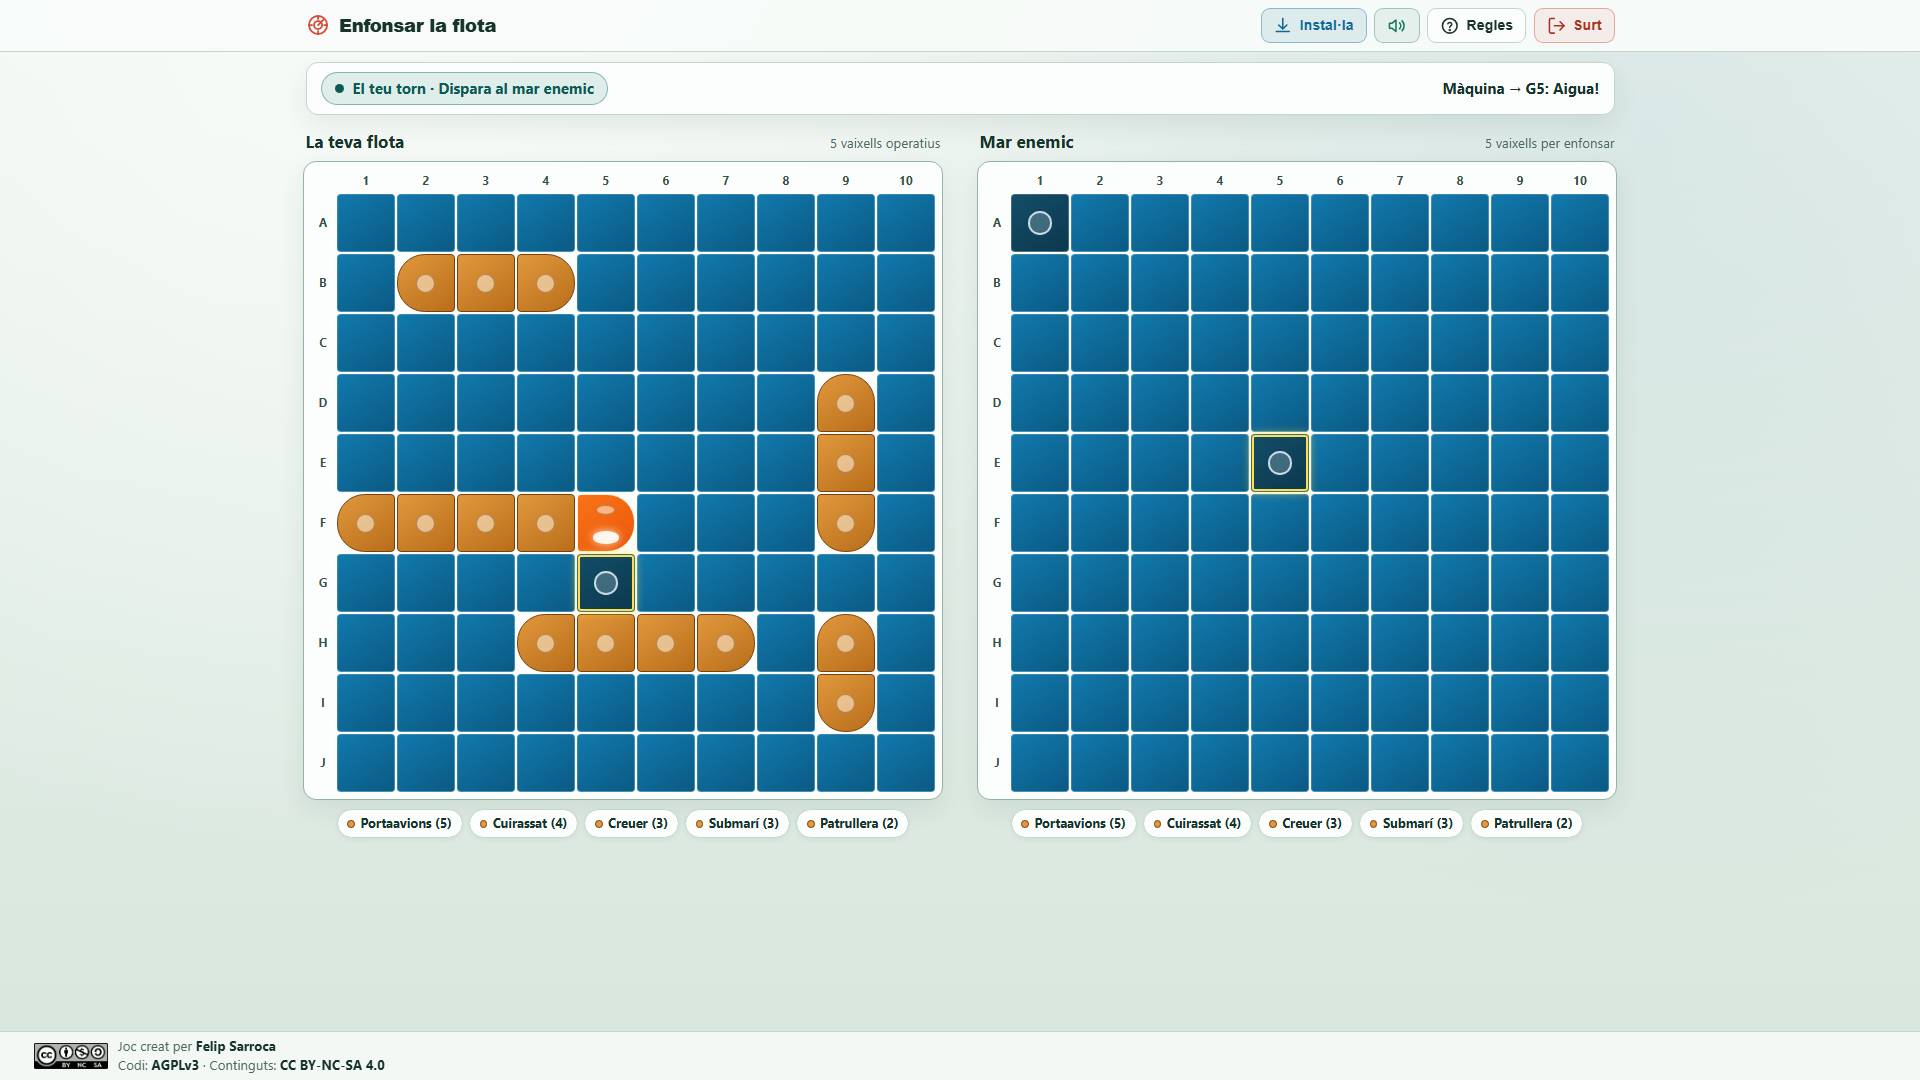 Enfonsar la flota
Instal·la
Regles
Surt
El teu torn · Dispara al mar enemic
Màquina → G5: Aigua!
La teva flota
5 vaixells operatius
1 2 3 4 5 6 7 8 9 10
A
B
C
D
E
F
G
H
I
J
Portaavions (5)
Cuirassat (4)
Creuer (3)
Submarí (3)
Patrullera (2)
Mar enemic
5 vaixells per enfonsar
1 2 3 4 5 6 7 8 9 10
A
B
C
D
E
F
G
H
I
J
Portaavions (5)
Cuirassat (4)
Creuer (3)
Submarí (3)
Patrullera (2)
cc
BY NC SA
Joc creat per Felip Sarroca
Codi: AGPLv3 · Continguts: CC BY-NC-SA 4.0